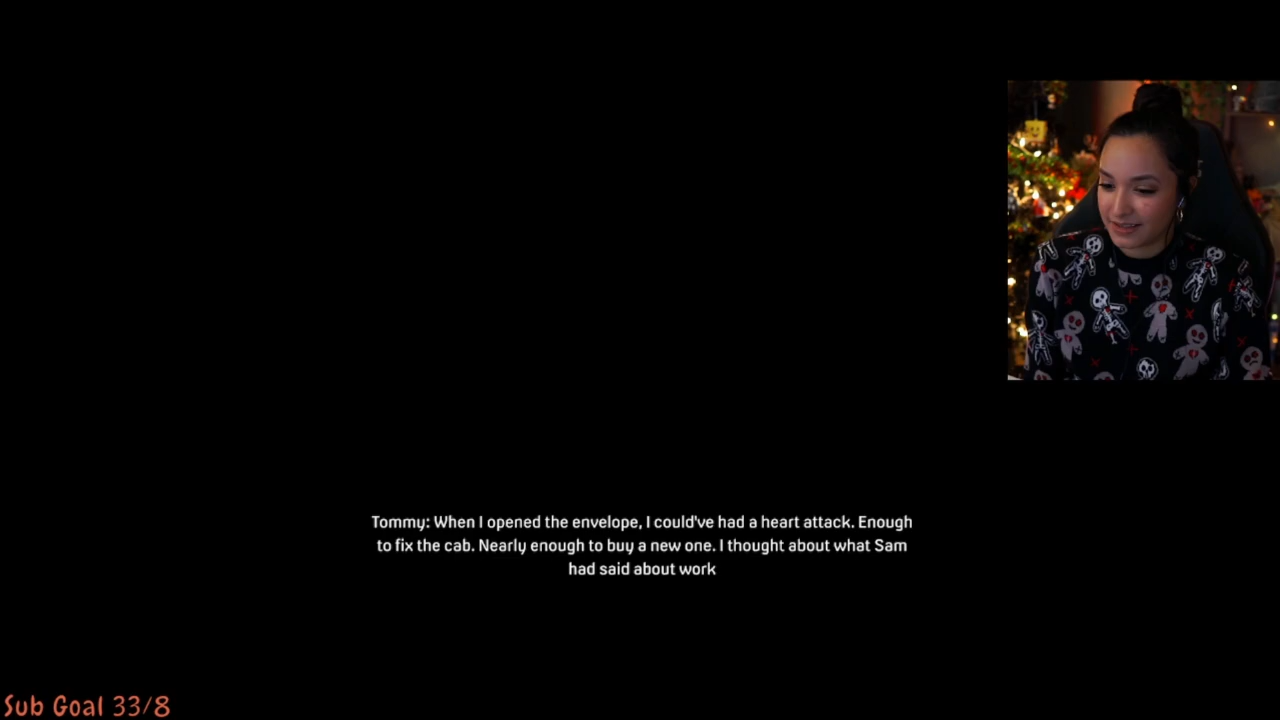 Tommy: When I opened the envelope, I could've had a heart attack. Enough
to fix the cab. Nearly enough to buy a new one. I thought about what Sam
had said about work
Sub Goal 33/8